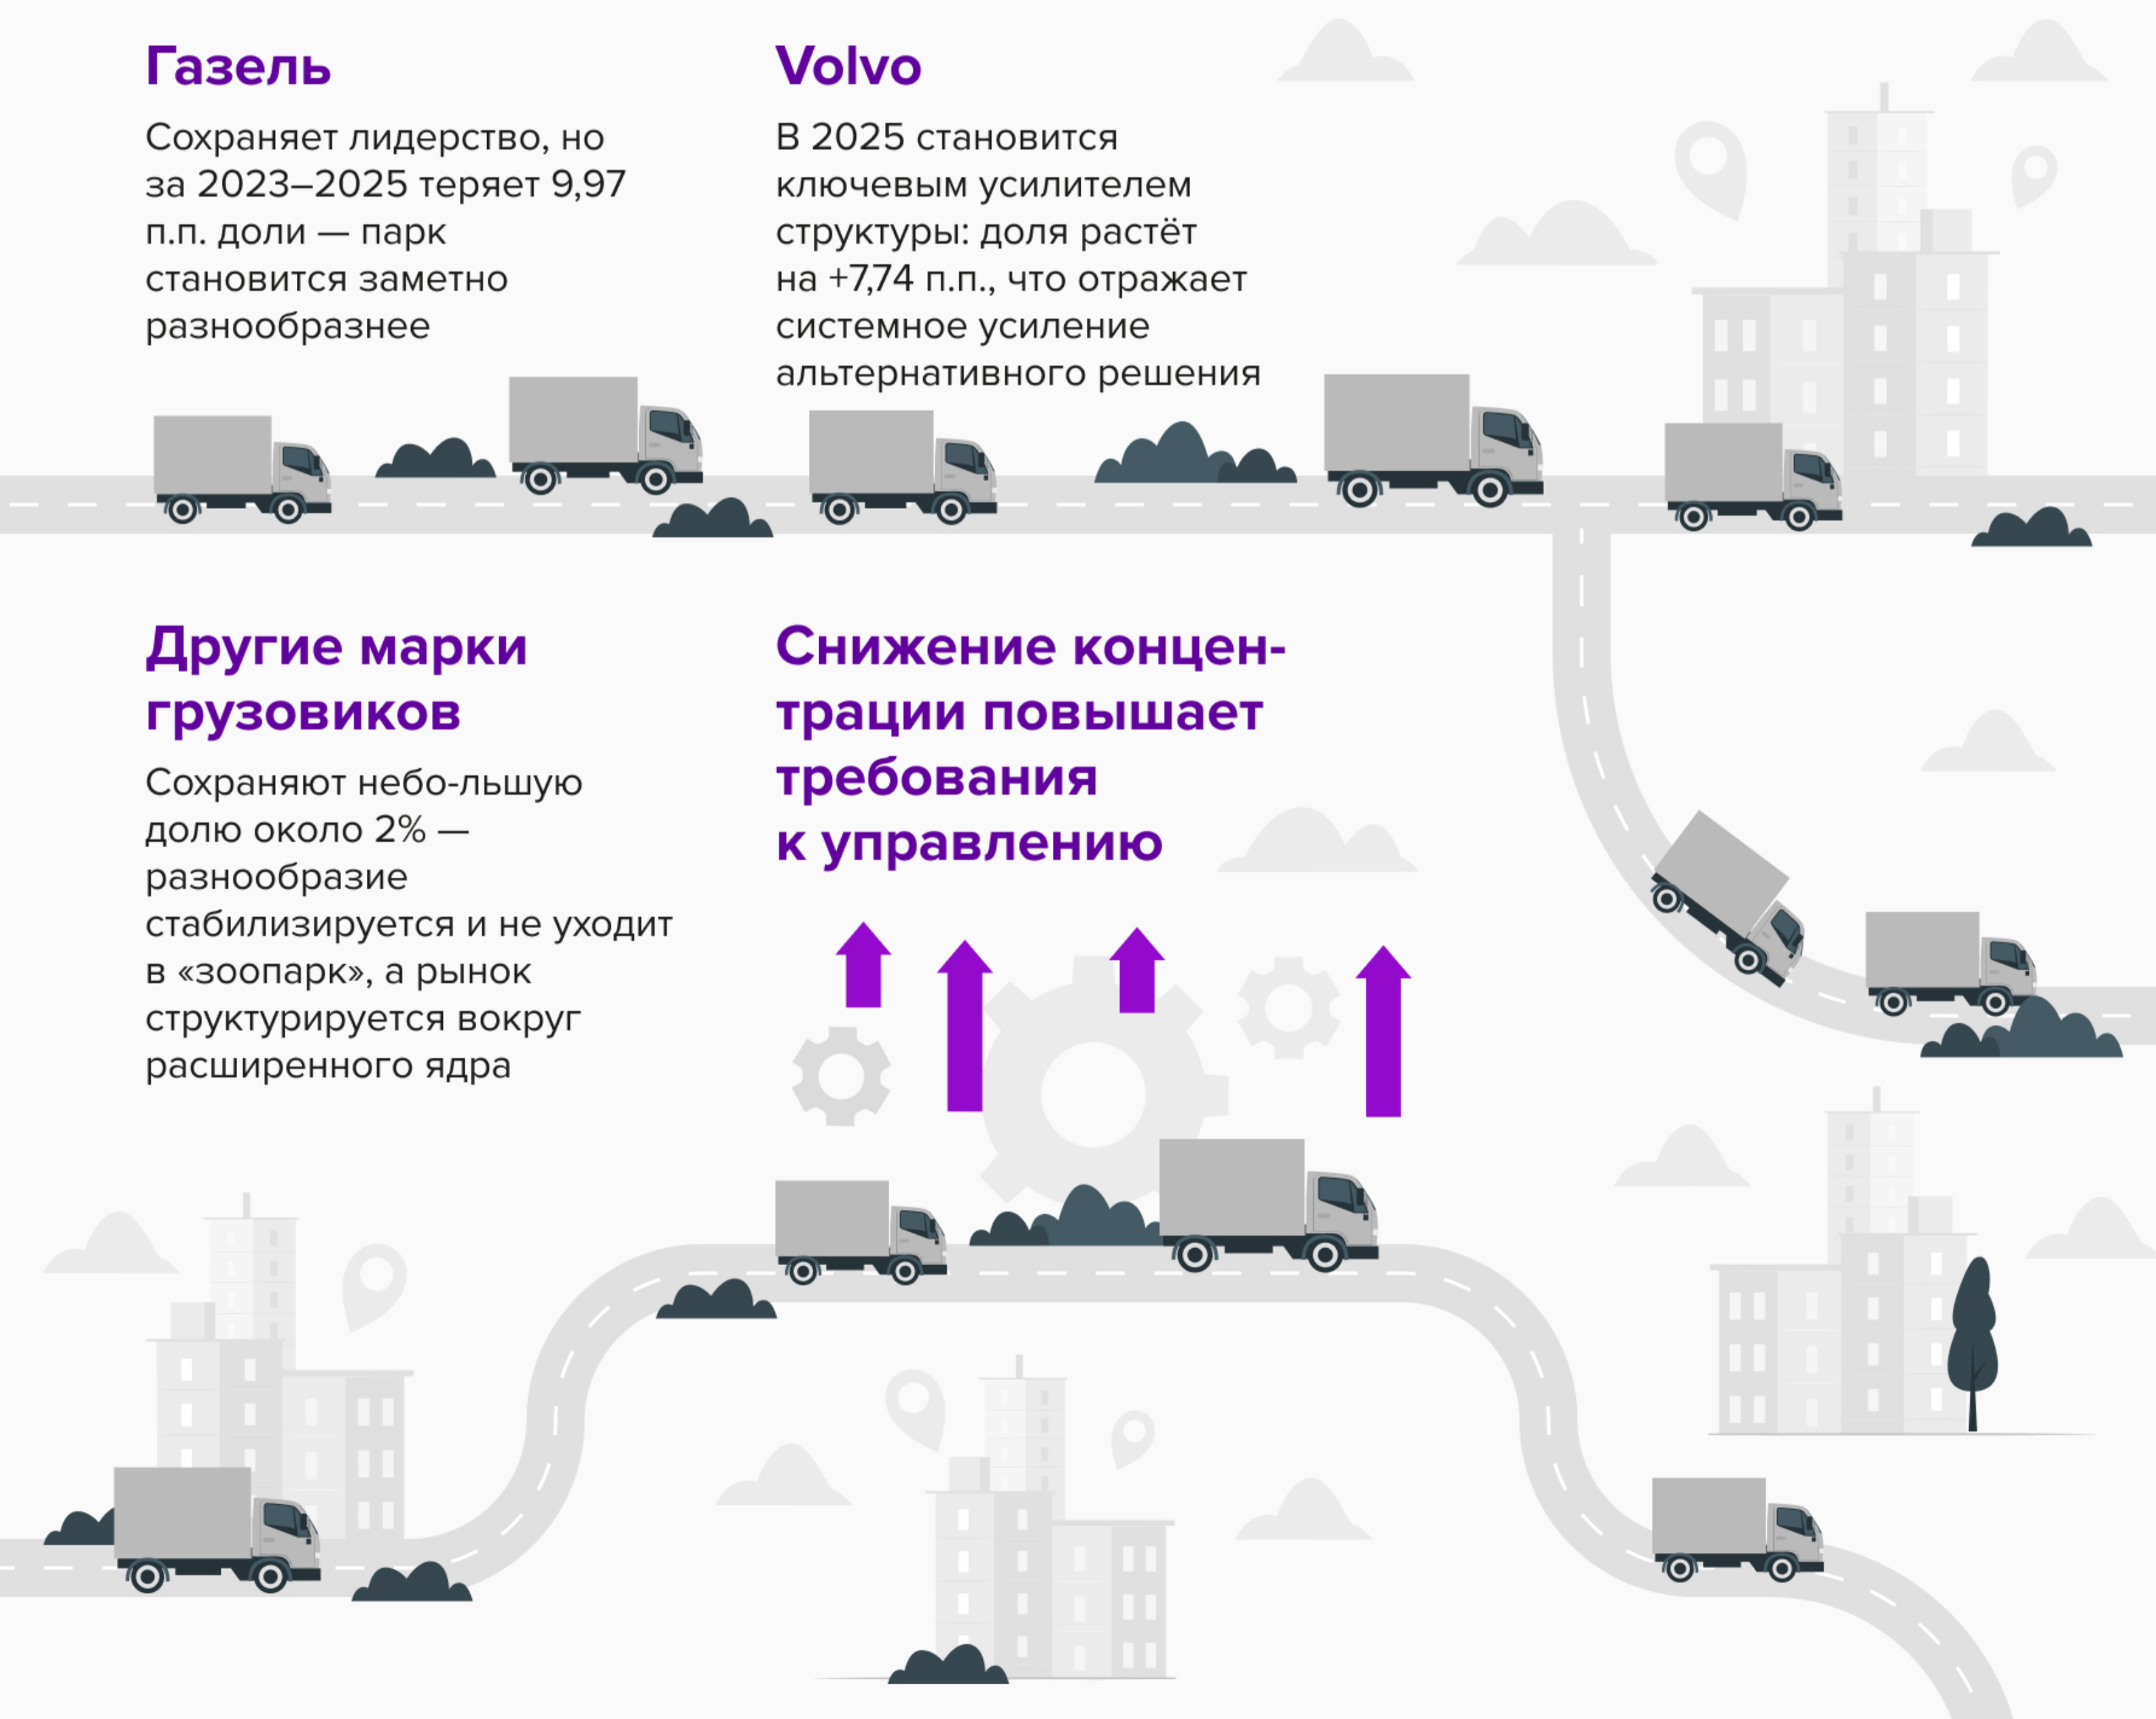 Газель
Сохраняет лидерство, но
за 2023–2025 теряет 9,97
п.п. доли — парк
становится заметно
разнообразнее
Volvo
В 2025 становится
ключевым усилителем
структуры: доля растёт
на +7,74 п.п., что отражает
системное усиление
альтернативного решения
Другие марки
грузовиков
Сохраняют небо-льшую
долю около 2% —
разнообразие
стабилизируется и не уходит
в «зоопарк», а рынок
структурируется вокруг
расширенного ядра
Снижение концен-
трации повышает
требования
к управлению